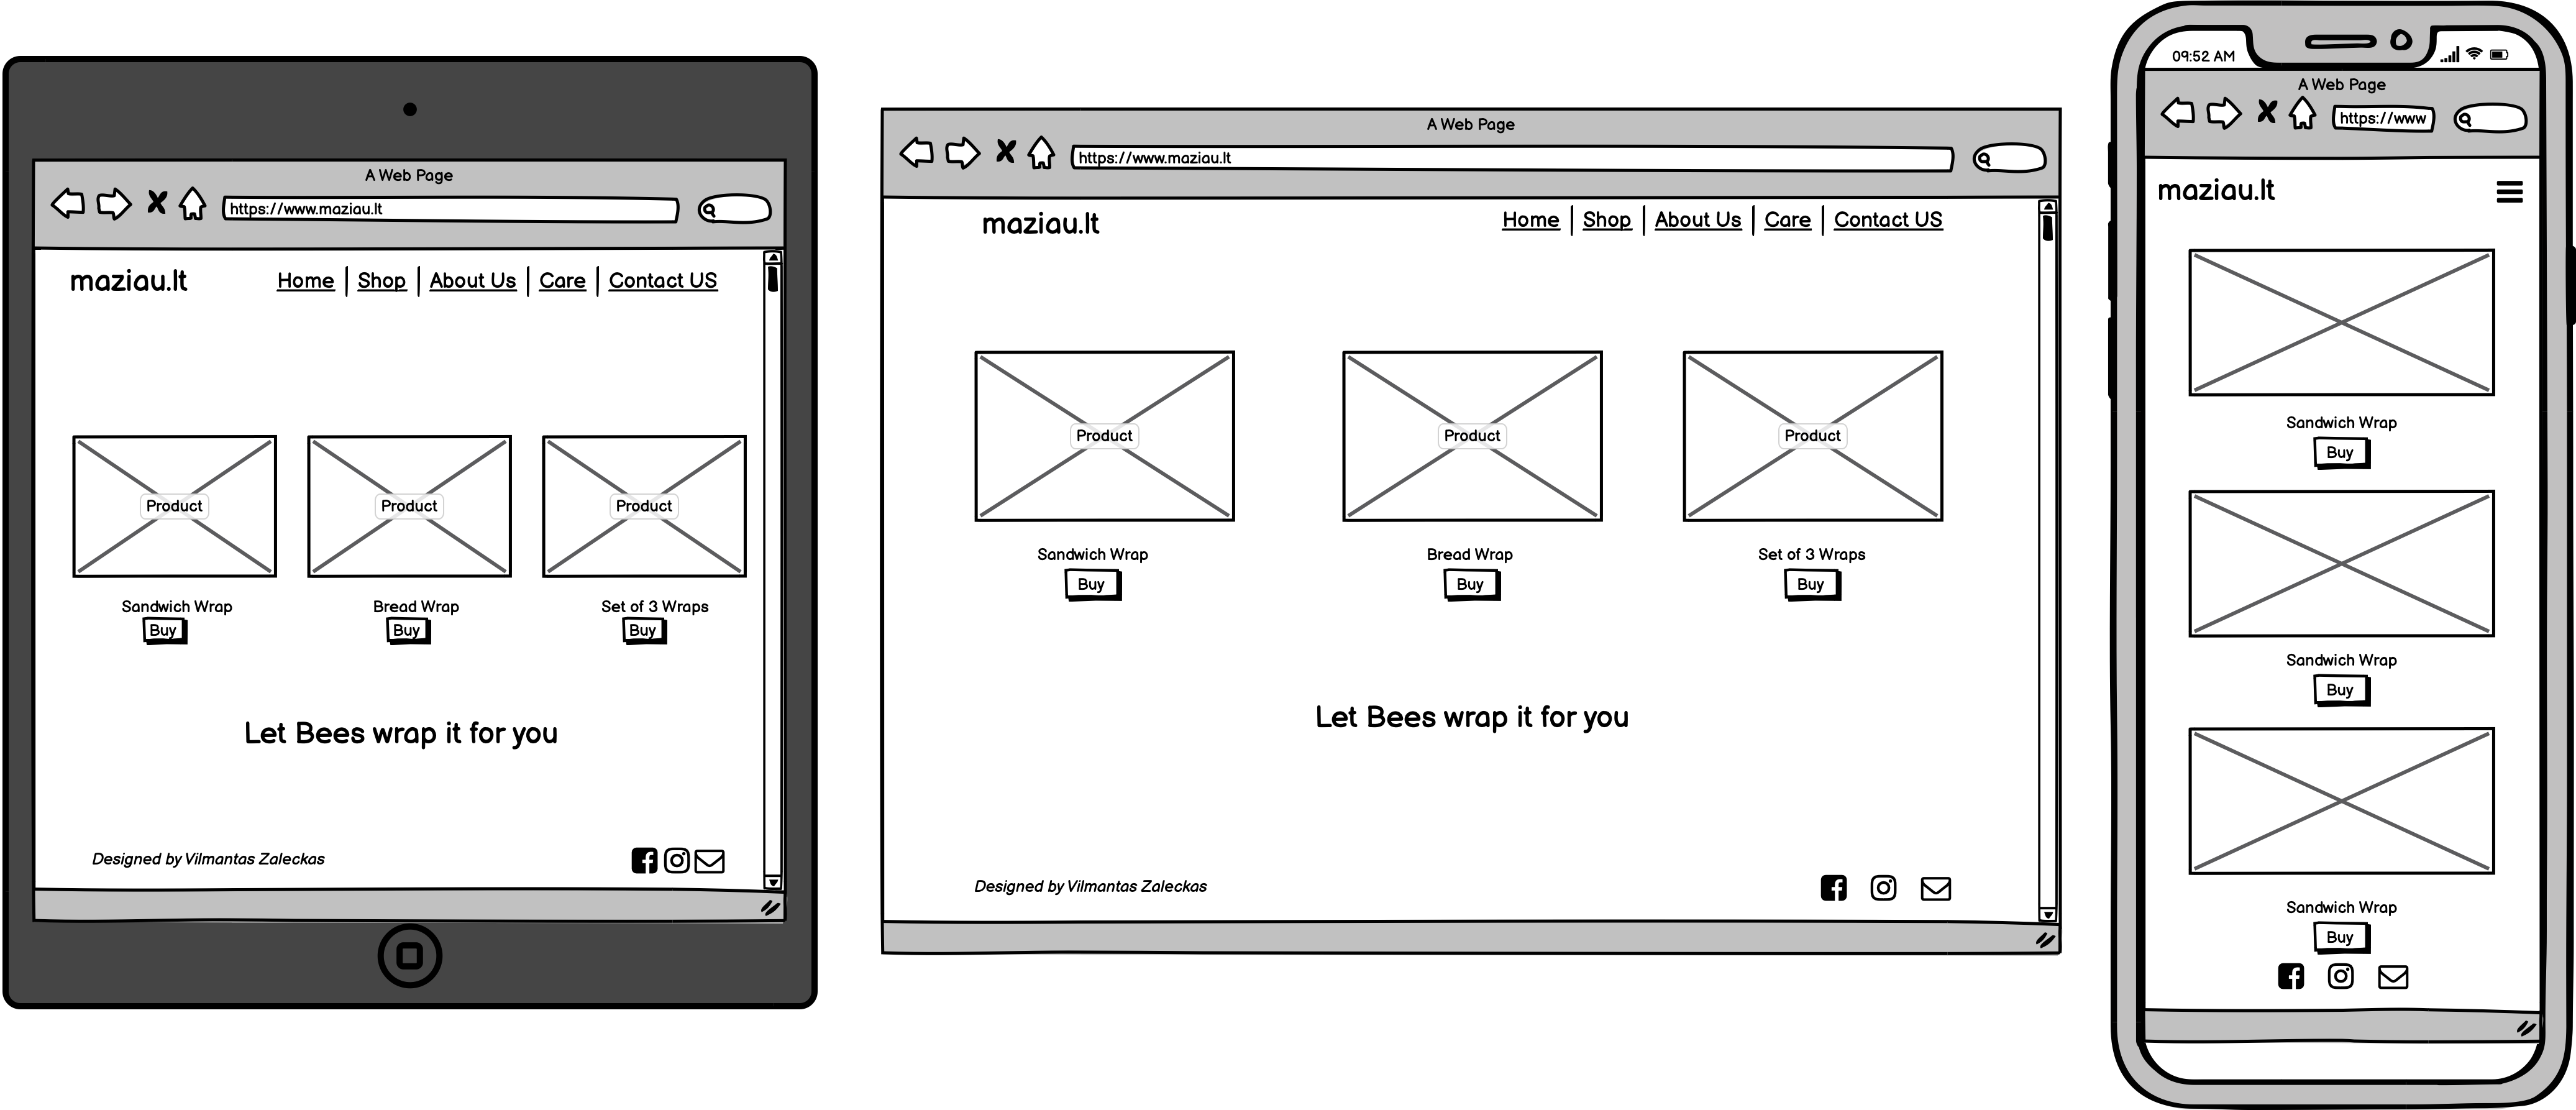 A Web Page
https://www.maziau.lt
maziau.lt
Home Shop About Us Care Contact US
Product Product Product
Sandwich Wrap Bread Wrap Set of 3 Wraps
Buy Buy Buy
Let Bees wrap it for you
Designed by Vilmantas Zaleckas
A Web Page
https://www.maziau.lt
maziau.lt
Home Shop About Us Care Contact US
Product Product Product
Sandwich Wrap Bread Wrap Set of 3 Wraps
Buy Buy Buy
Let Bees wrap it for you
Designed by Vilmantas Zaleckas
09:52 AM
A Web Page
https://www
maziau.lt
Sandwich Wrap
Buy
Sandwich Wrap
Buy
Sandwich Wrap
Buy